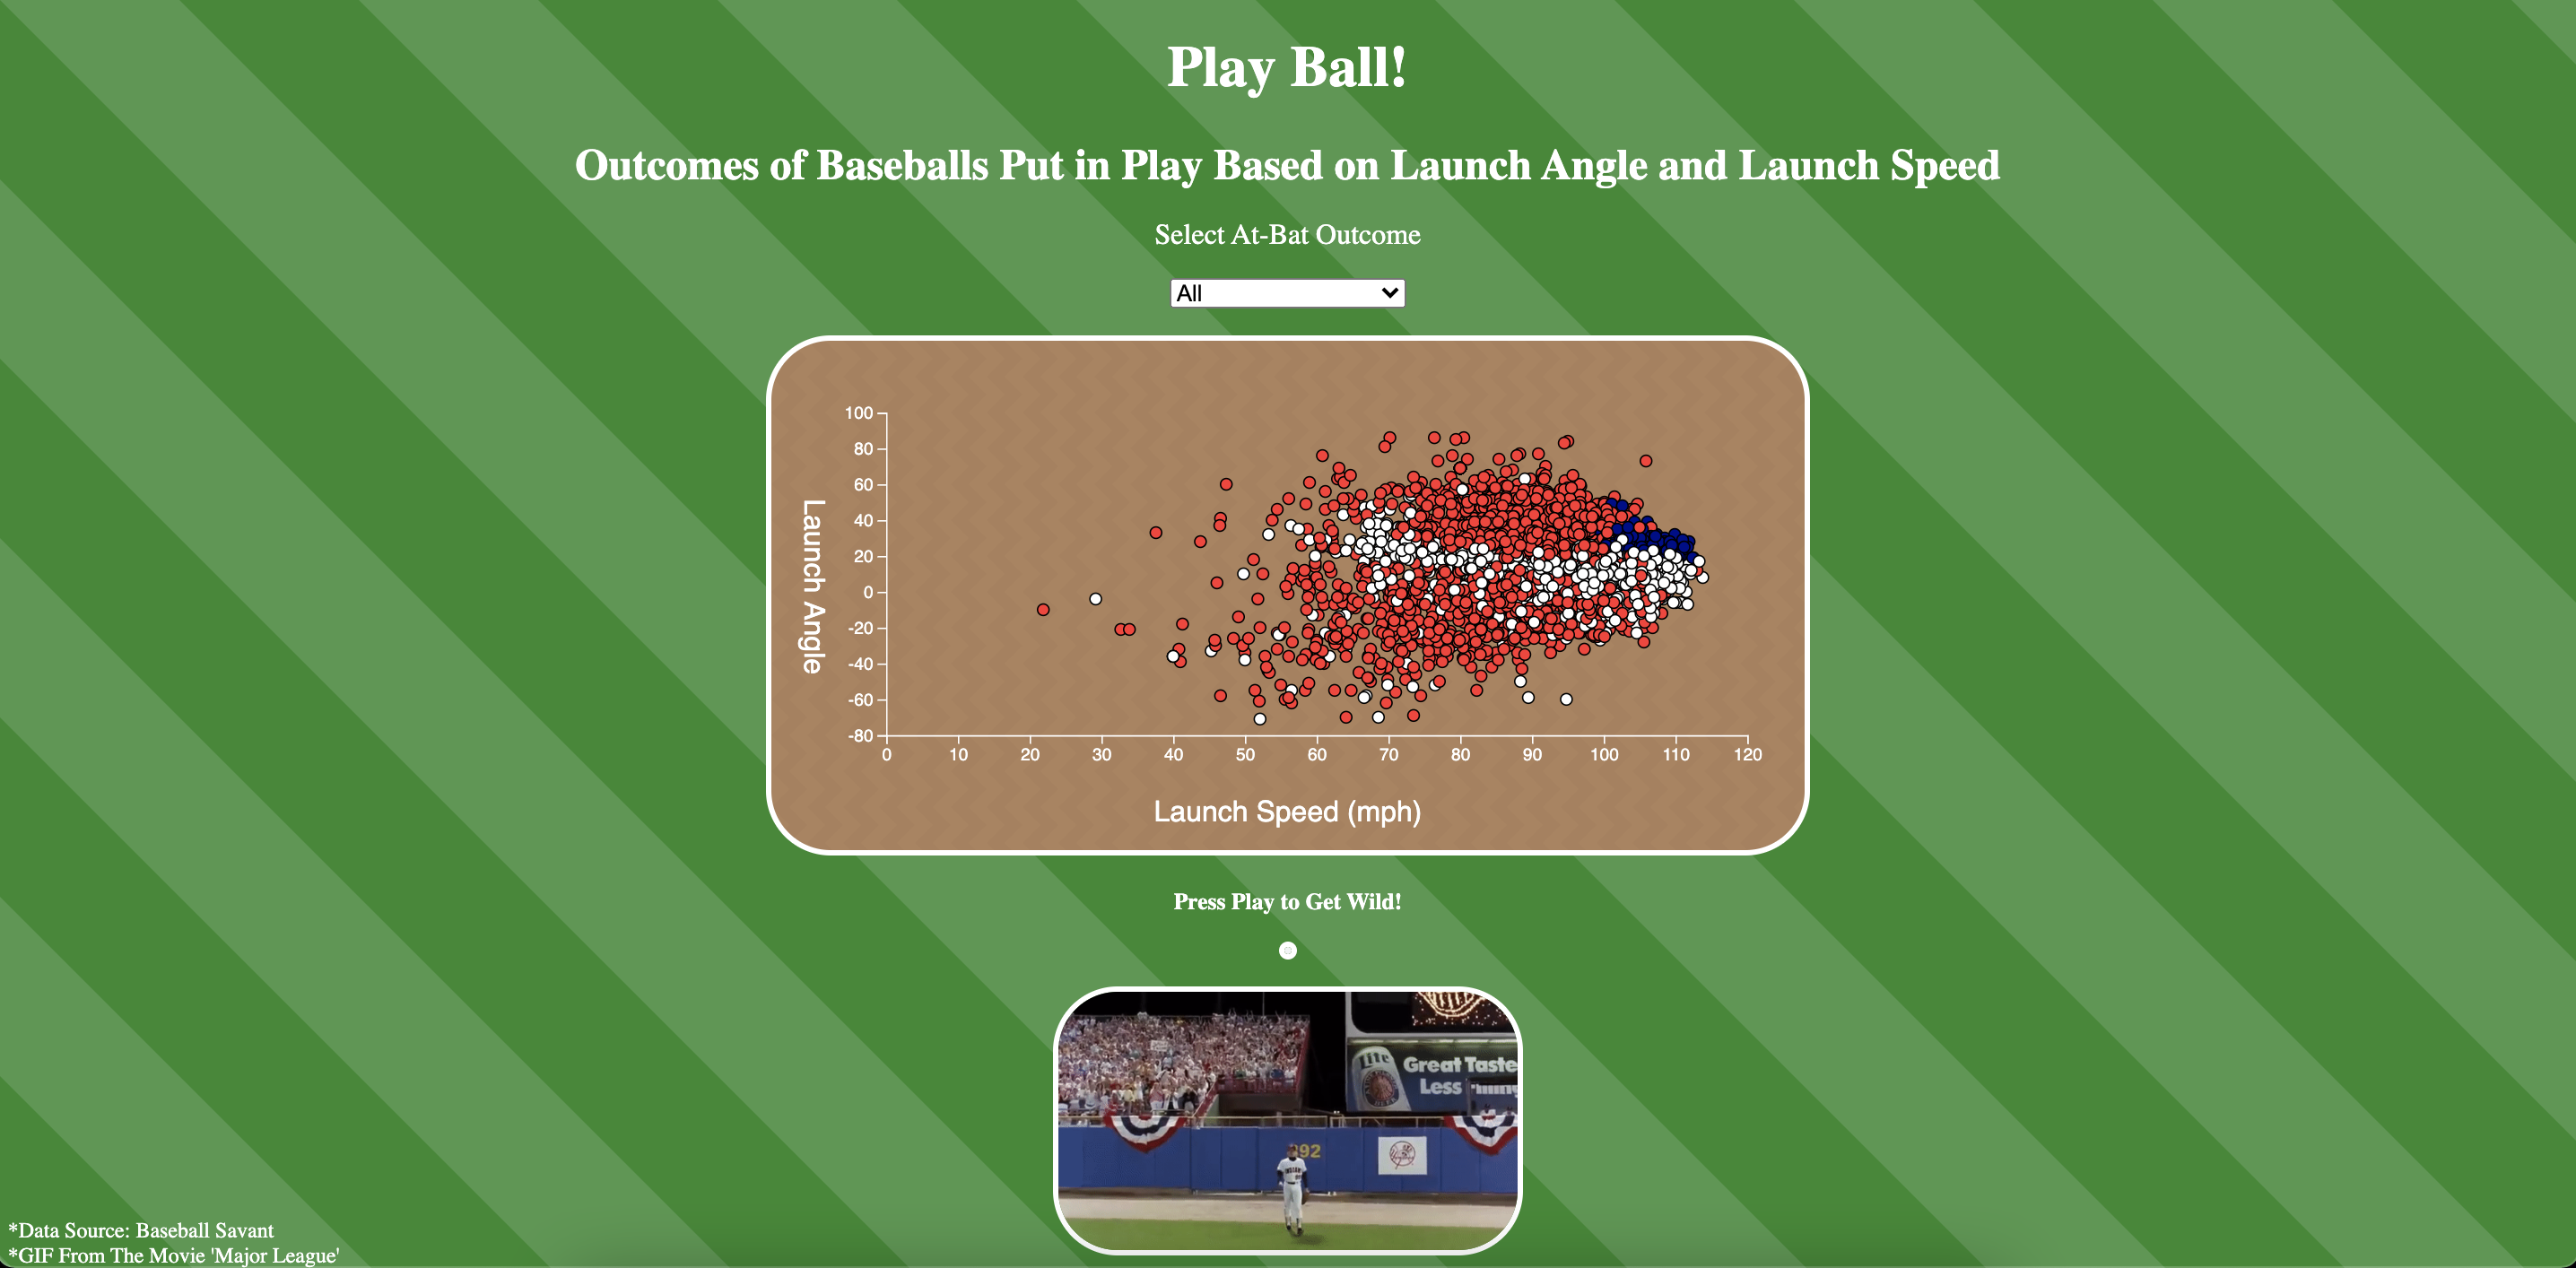 Play Ball!
Outcomes of Baseballs Put in Play Based on Launch Angle and Launch Speed
Select At-Bat Outcome
All
100
80
60
40
20
0
-20
-40
-60
-80
Launch Angle
0 10 20 30 40 50 60 70 80 90 100 110 120
Launch Speed (mph)
Press Play to Get Wild!
Lite
Great Taste
Less
92
*Data Source: Baseball Savant
*GIF From The Movie 'Major League'